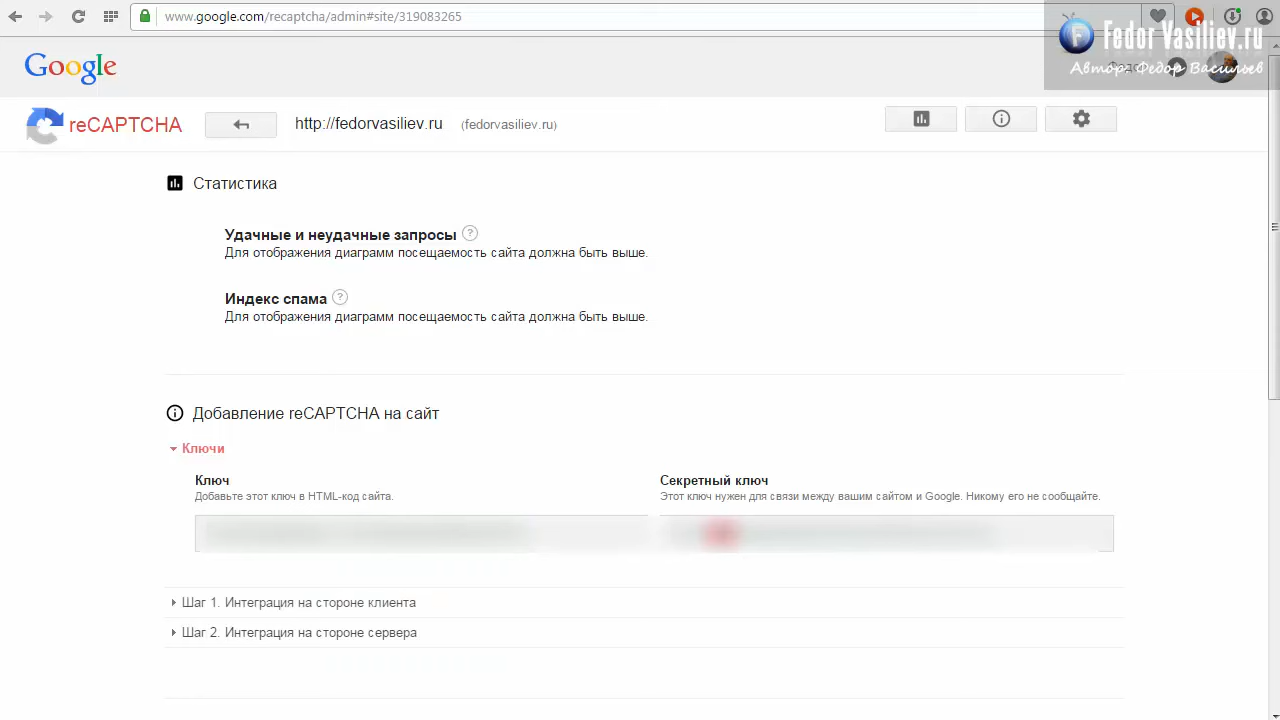 www.google.com/recaptcha/admin#site/319083265
Fedor Vasiliev.ru
Автор: Федор Васильев
Google
reCAPTCHA
http://fedorvasiliev.ru (fedorvasiliev.ru)
Статистика
Удачные и неудачные запросы ?
Для отображения диаграмм посещаемость сайта должна быть выше.
Индекс спама ?
Для отображения диаграмм посещаемость сайта должна быть выше.
Добавление reCAPTCHA на сайт
Ключи
Ключ
Добавьте этот ключ в HTML-код сайта.
Секретный ключ
Этот ключ нужен для связи между вашим сайтом и Google. Никому его не сообщайте.
Шаг 1. Интеграция на стороне клиента
Шаг 2. Интеграция на стороне сервера